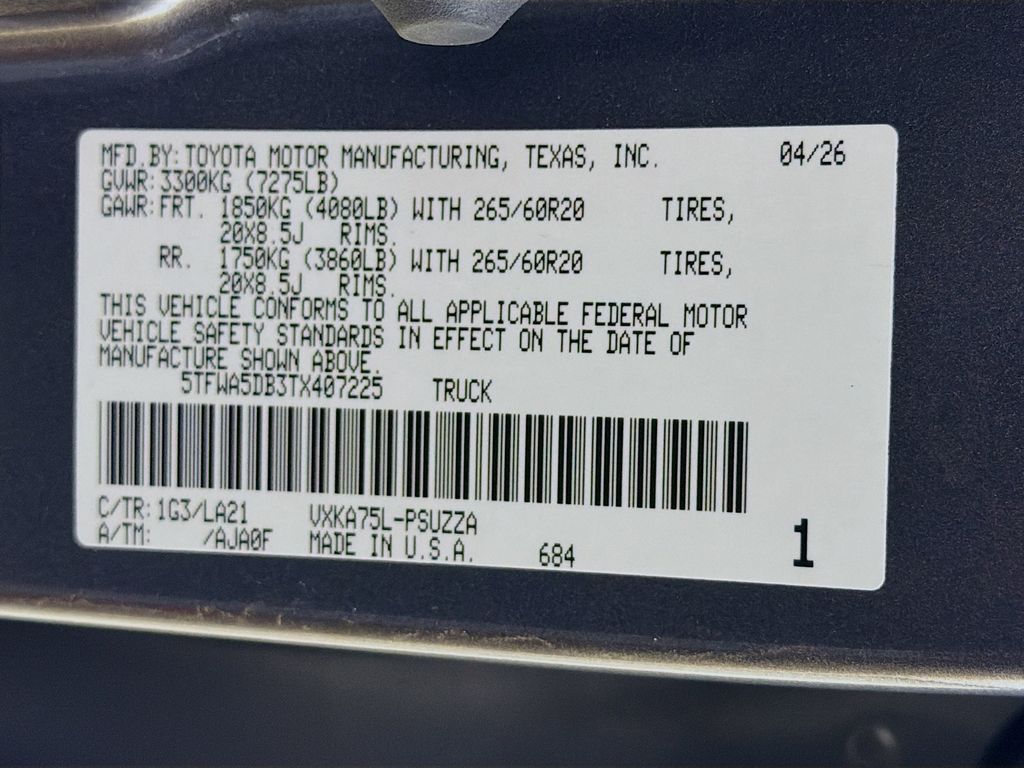 MFD.BY:TOYOTA MOTOR MANUFACTURING, TEXAS, INC. 04/26
GVWR:3300KG (7275LB)
GAWR:FRT. 1850KG (4080LB) WITH 265/60R20 TIRES,
20X8.5J RIMS.
RR. 1750KG (3860LB) WITH 265/60R20 TIRES,
20X8.5J RIMS.
THIS VEHICLE CONFORMS TO ALL APPLICABLE FEDERAL MOTOR
VEHICLE SAFETY STANDARDS IN EFFECT ON THE DATE OF
MANUFACTURE SHOWN ABOVE.
5TFWA5DB3TX407225 TRUCK
C/TR:1G3/LA21 VXKA75L-PSUZZA
A/TM: /AJA0F MADE IN U.S.A. 684 1